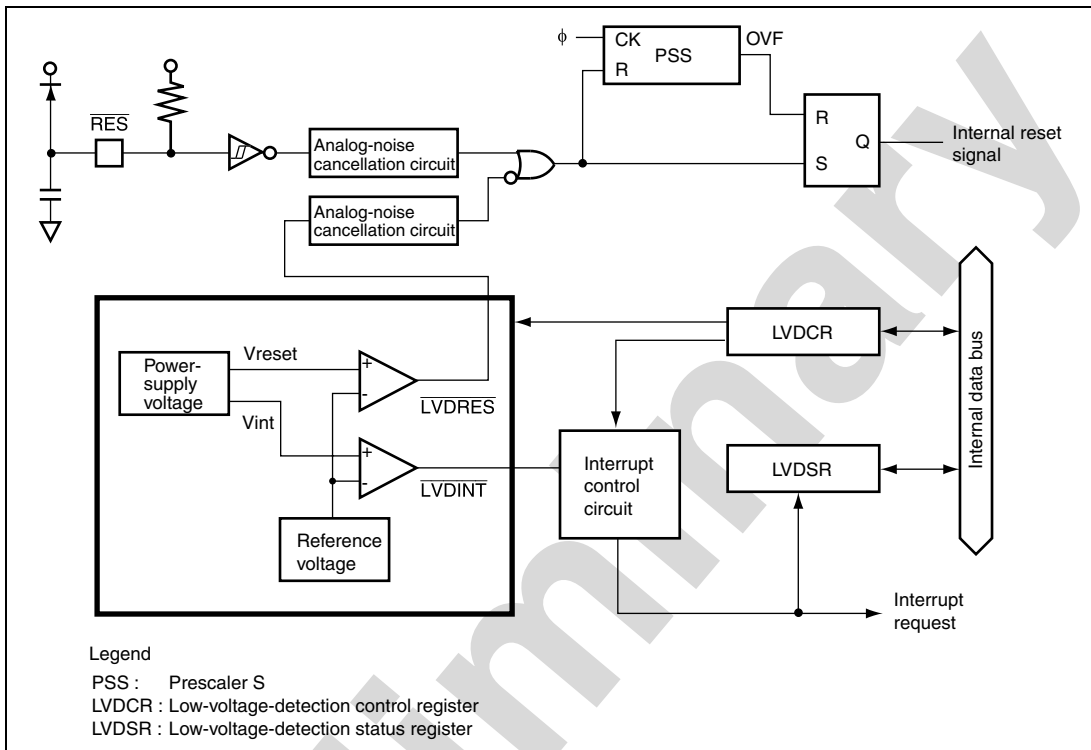 φ
CK
PSS
R
OVF
RES
R
Q
S
Internal reset
signal
Analog-noise
cancellation circuit
Analog-noise
cancellation circuit
Power-
supply voltage
Vreset
Vint
+
-
LVDRES
+
-
LVDINT
Reference
voltage
Interrupt
control
circuit
LVDCR
LVDSR
Internal data bus
Interrupt
request
Legend
PSS : Prescaler S
LVDCR : Low-voltage-detection control register
LVDSR : Low-voltage-detection status register
liminary